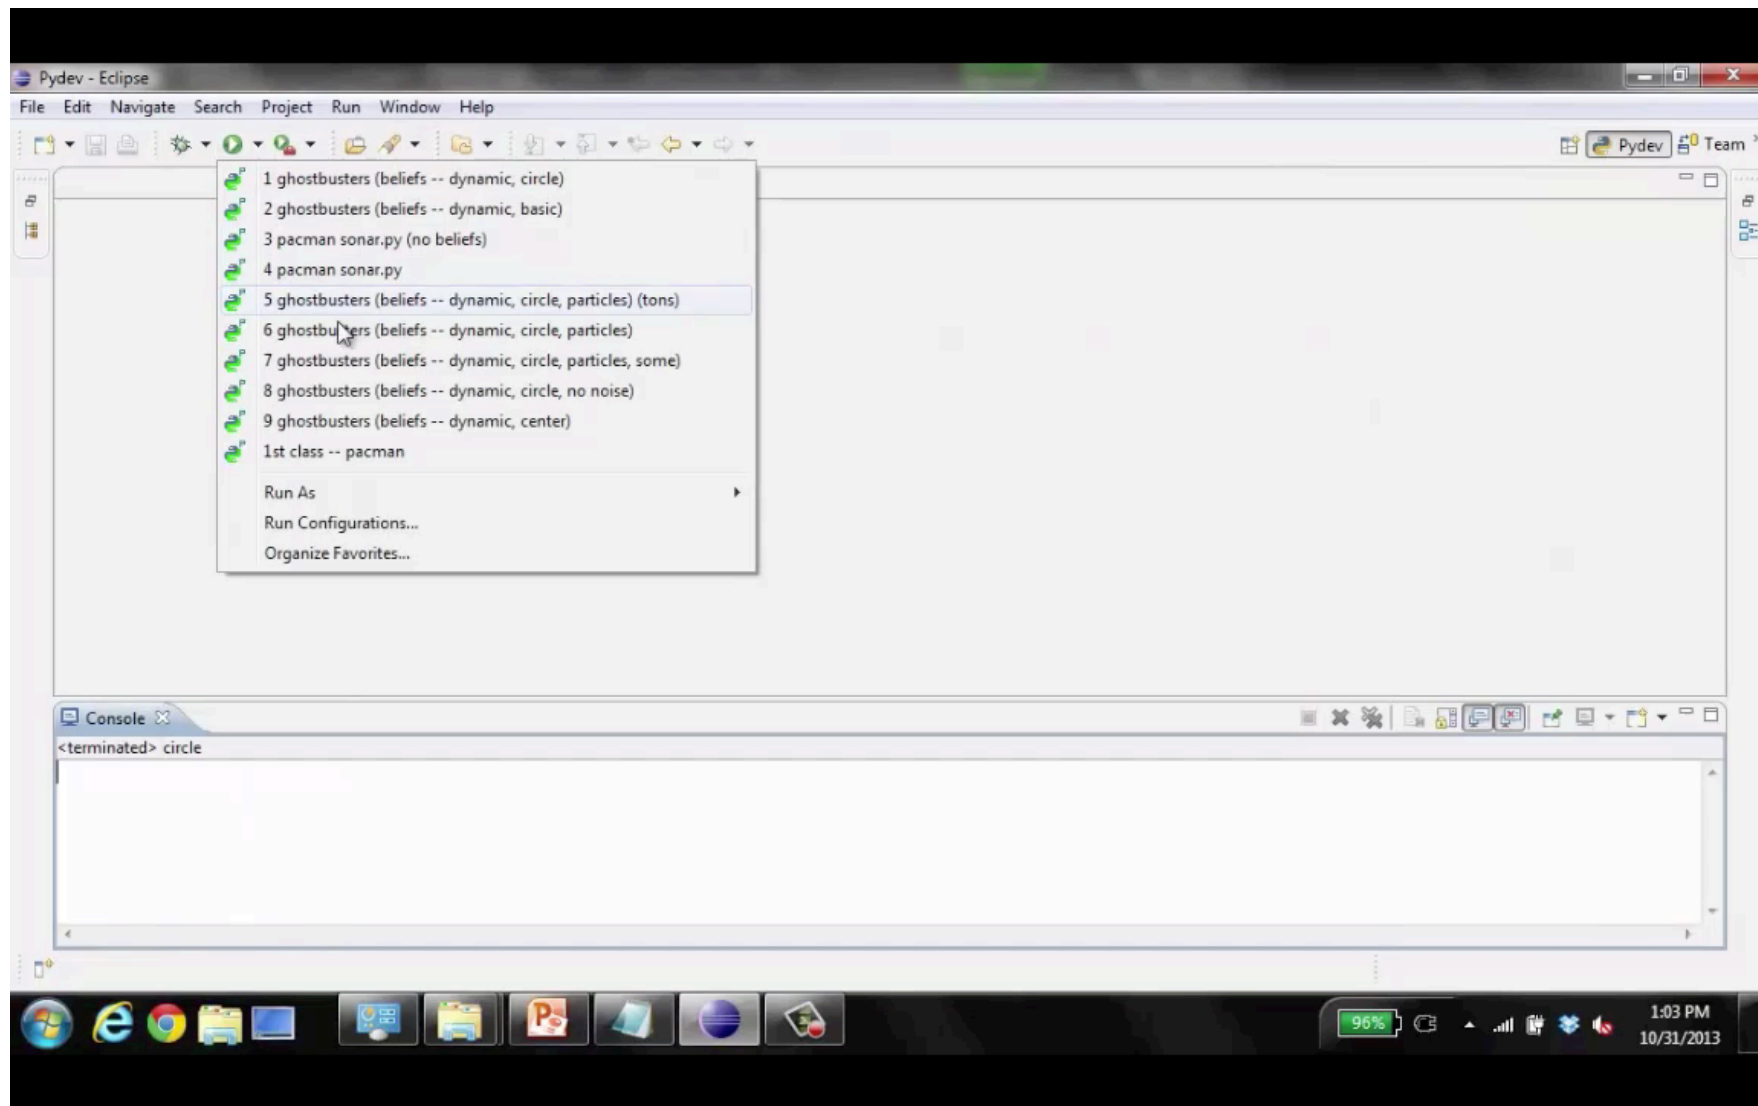 Pydev - Eclipse
File Edit Navigate Search Project Run Window Help
Pydev Team
1 ghostbusters (beliefs -- dynamic, circle)
2 ghostbusters (beliefs -- dynamic, basic)
3 pacman sonar.py (no beliefs)
4 pacman sonar.py
5 ghostbusters (beliefs -- dynamic, circle, particles) (tons)
6 ghostbusters (beliefs -- dynamic, circle, particles)
7 ghostbusters (beliefs -- dynamic, circle, particles, some)
8 ghostbusters (beliefs -- dynamic, circle, no noise)
9 ghostbusters (beliefs -- dynamic, center)
1st class -- pacman
Run As
Run Configurations...
Organize Favorites...
Console
<terminated> circle
96%
1:03 PM
10/31/2013